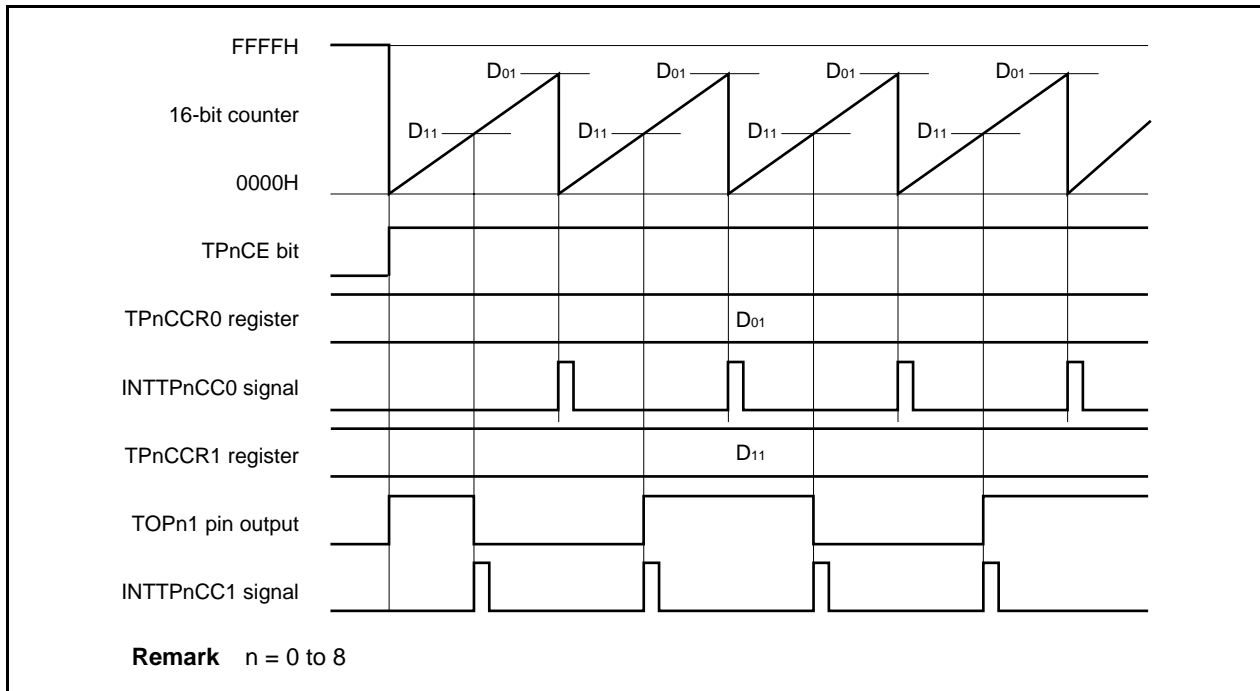 FFFFH
D01 D01 D01 D01
16-bit counter
D11 D11 D11 D11
0000H
TPnCE bit
TPnCCR0 register
D01
INTTPnCC0 signal
TPnCCR1 register
D11
TOPn1 pin output
INTTPnCC1 signal
Remark n = 0 to 8